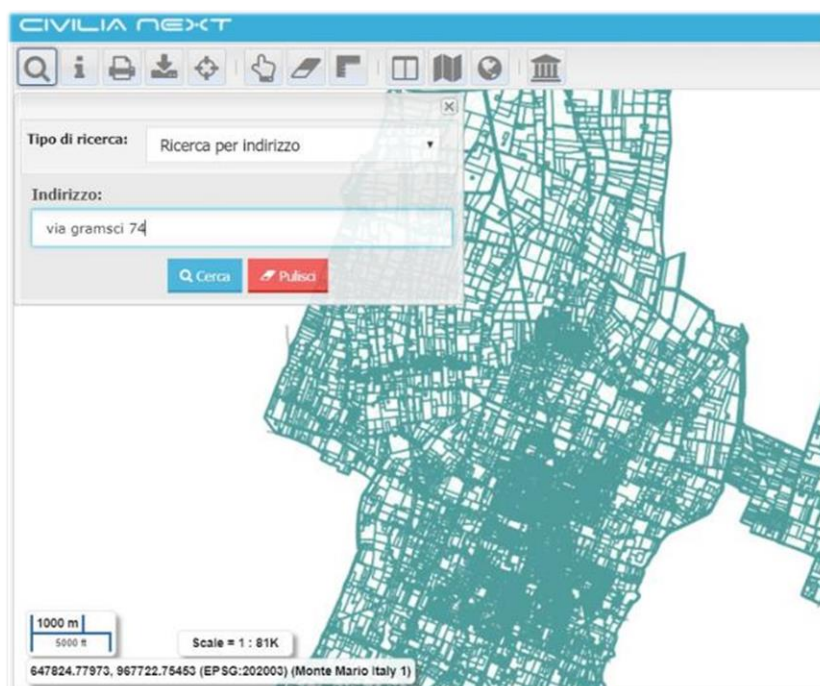 CIVILIA NEXT
Tipo di ricerca:
Ricerca per indirizzo
Indirizzo:
via gramsci 74
Cerca
Pulisci
1000 m
5000 ft
Scale = 1 : 81K
647824.77973, 967722.75453 (EPSG:202003) (Monte Mario Italy 1)